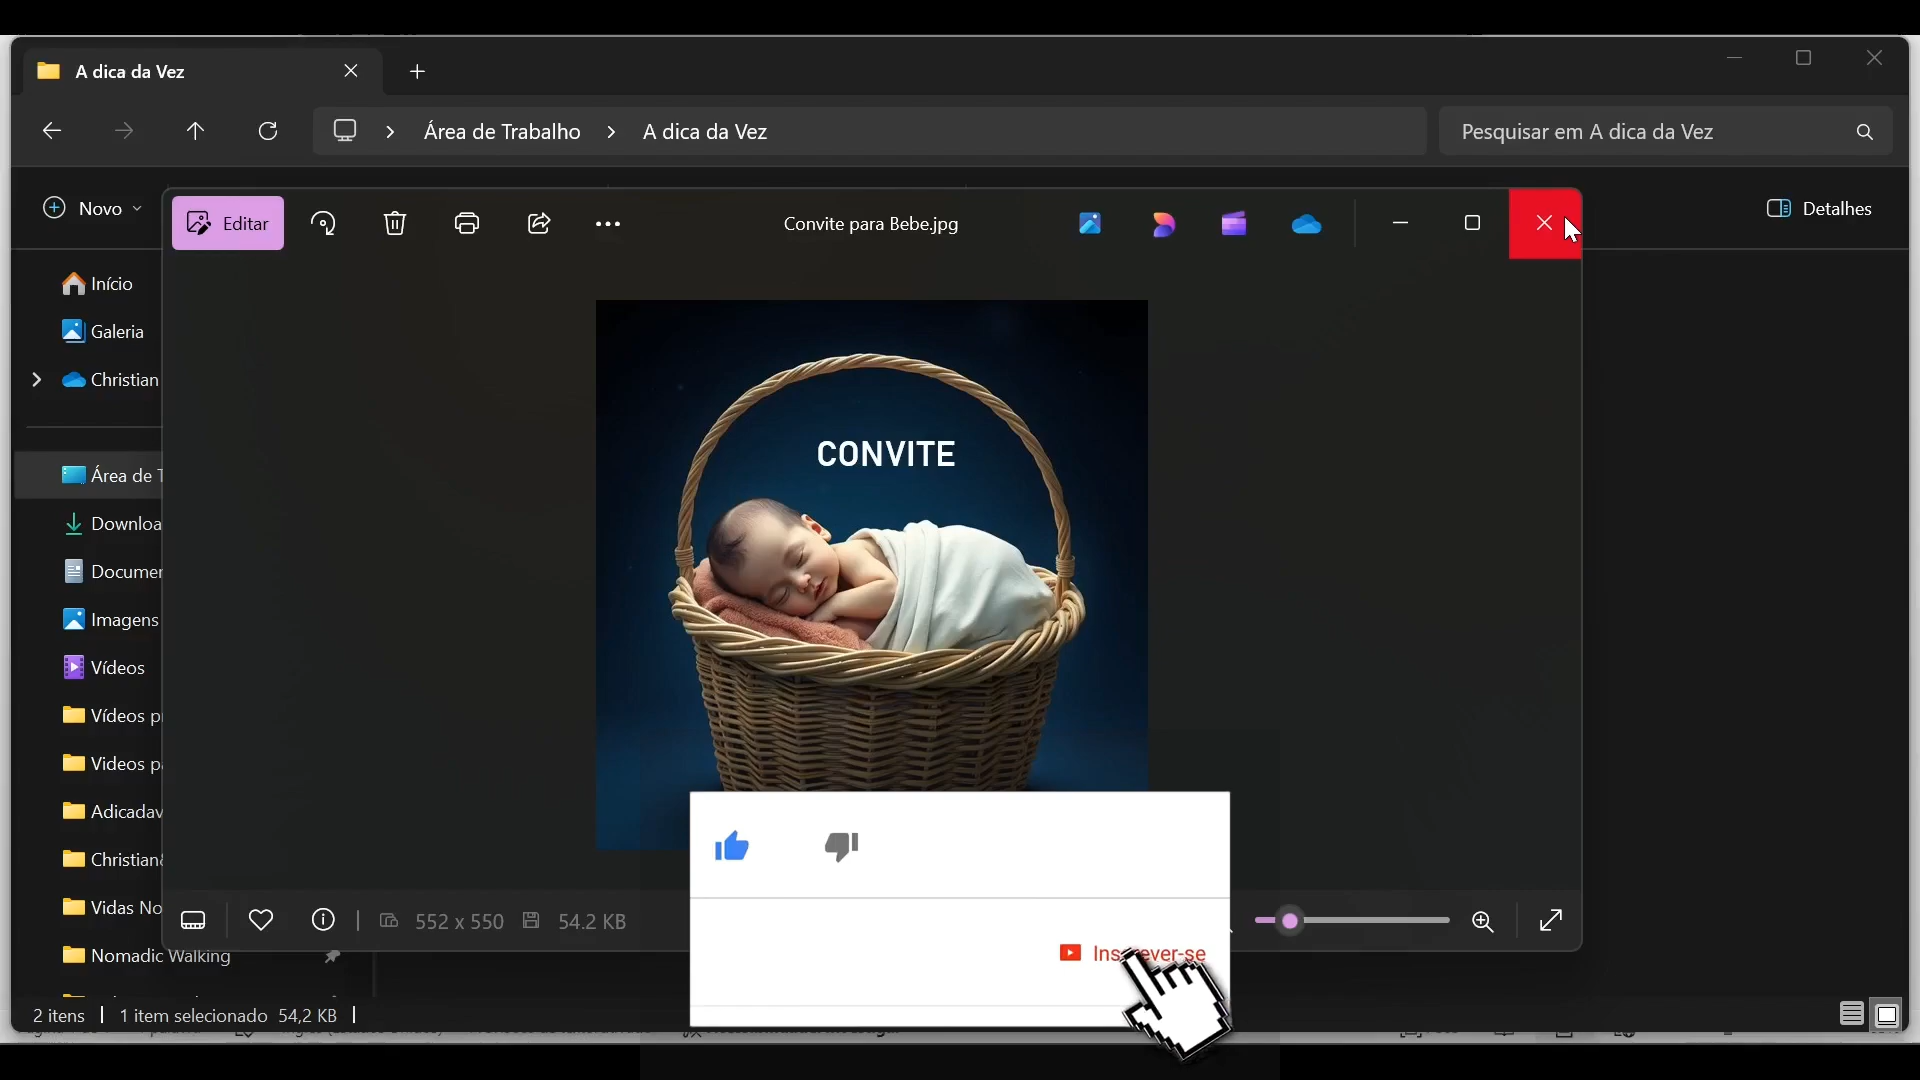 A dica da Vez
Área de Trabalho > A dica da Vez
Pesquisar em A dica da Vez
Novo
Detalhes
Editar
Convite para Bebe.jpg
Início
Galeria
Christian
Área de T
Downloa
Documen
Imagens
Vídeos
Vídeos p
Videos pa
Adicadav
Christian
Vidas No
Nomadic Walking
CONVITE
552 x 550
54.2 KB
Inscrever-se
2 itens
1 item selecionado 54,2 KB